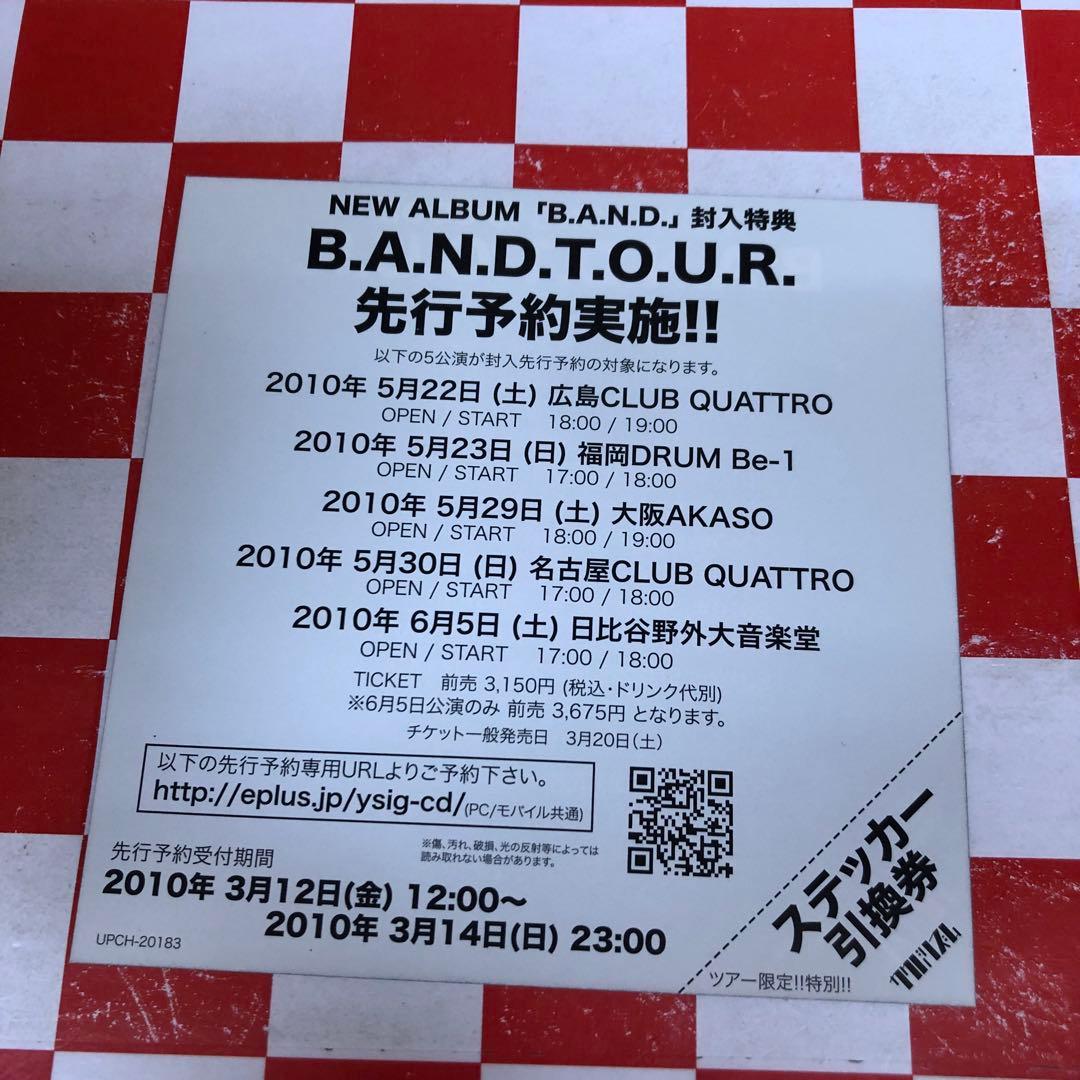 NEW ALBUM「B.A.N.D.」封入特典
B.A.N.D.T.O.U.R.
先行予約実施!!
以下の5公演が封入先行予約の対象になります。
2010年 5月22日 (土) 広島CLUB QUATTRO
OPEN / START 18:00 / 19:00
2010年 5月23日 (日) 福岡DRUM Be-1
OPEN / START 17:00 / 18:00
2010年 5月29日 (土) 大阪AKASO
OPEN / START 18:00 / 19:00
2010年 5月30日 (日) 名古屋CLUB QUATTRO
OPEN / START 17:00 / 18:00
2010年 6月5日 (土) 日比谷野外大音楽堂
OPEN / START 17:00 / 18:00
TICKET 前売 3,150円 (税込・ドリンク代別)
※6月5日公演のみ 前売 3,675円 となります。
チケット一般発売日 3月20日(土)
以下の先行予約専用URLよりご予約下さい。
http://eplus.jp/ysig-cd/(PC/モバイル共通)
※傷、汚れ、破損、光の反射等によっては
読み取れない場合があります。
先行予約受付期間
2010年 3月12日(金) 12:00〜
2010年 3月14日(日) 23:00
UPCH-20183
ステッカー
引換券
ツアー限定!!特別!!